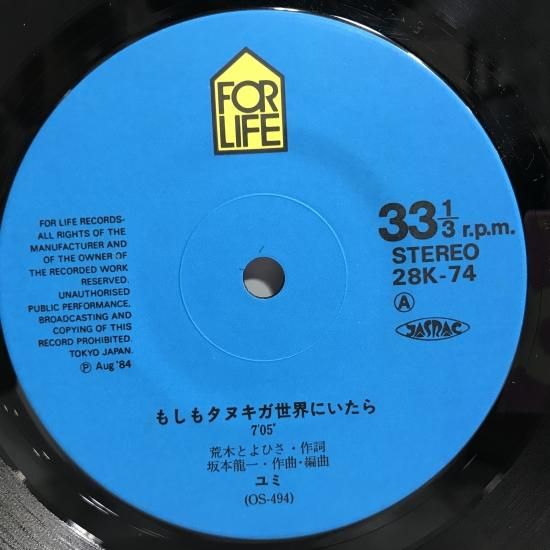 FOR
LIFE
33 1/3 r.p.m.
STEREO
28K-74
Ⓐ
JASRAC
FOR LIFE RECORDS-
ALL RIGHTS OF THE
MANUFACTURER AND
OF THE OWNER OF
THE RECORDED WORK
RESERVED.
UNAUTHORISED
PUBLIC PERFORMANCE,
BROADCASTING AND
COPYING OF THIS
RECORD PROHIBITED.
TOKYO JAPAN.
Ⓟ Aug '84
もしもタヌキガ世界にいたら
7'05"
荒木とよひさ・作詞
坂本龍一・作曲・編曲
ユミ
(OS-494)